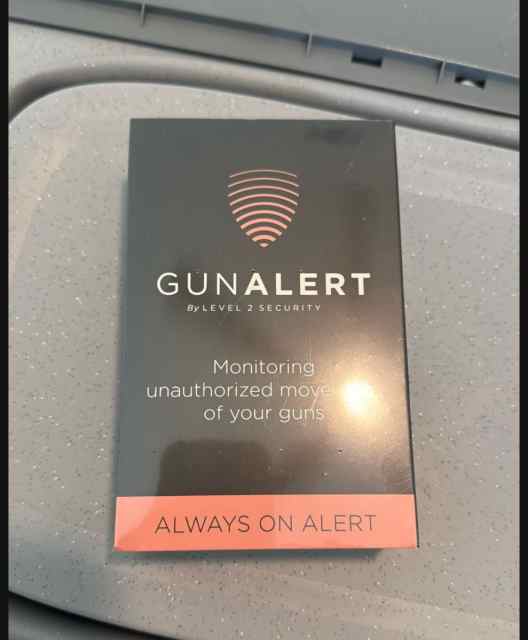 GUNALERT
By LEVEL 2 SECURITY
Monitoring
unauthorized
of your guns
ALWAYS ON ALERT